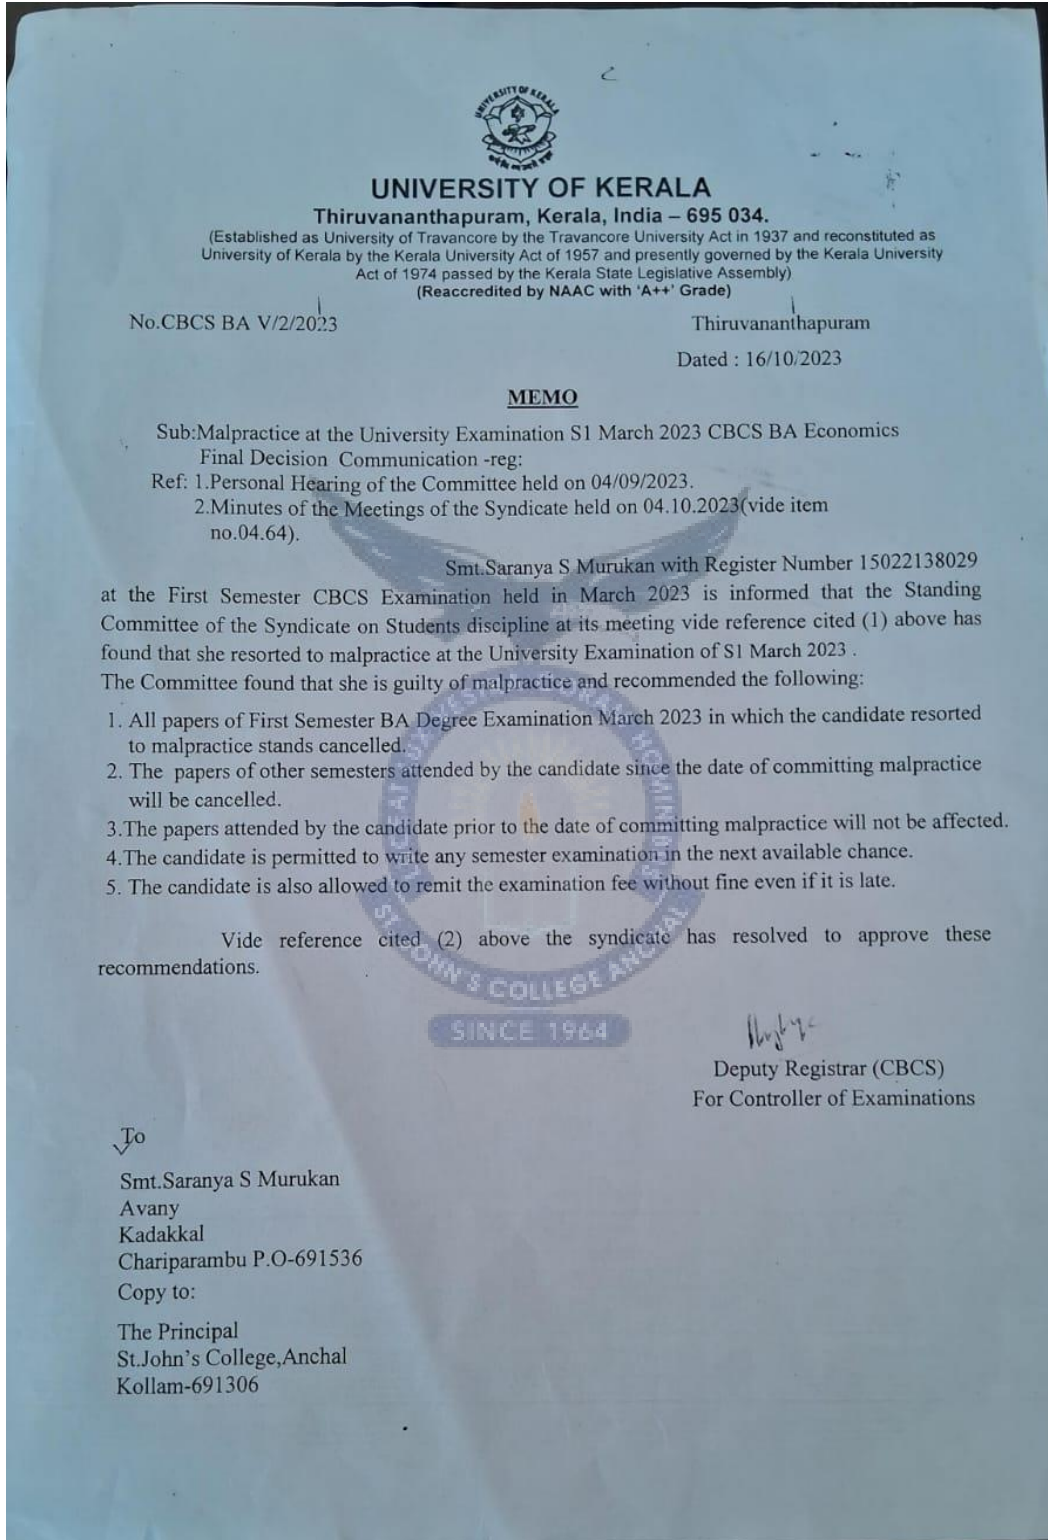 UNIVERSITY OF KERALA
UNIVERSITY OF KERALA
Thiruvananthapuram, Kerala, India – 695 034.
(Established as University of Travancore by the Travancore University Act in 1937 and reconstituted as
University of Kerala by the Kerala University Act of 1957 and presently governed by the Kerala University
Act of 1974 passed by the Kerala State Legislative Assembly)
(Reaccredited by NAAC with ‘A++’ Grade)
No.CBCS BA V/2/2023
Thiruvananthapuram
Dated : 16/10/2023
MEMO
Sub:Malpractice at the University Examination S1 March 2023 CBCS BA Economics
Final Decision Communication -reg:
Ref: 1.Personal Hearing of the Committee held on 04/09/2023.
2.Minutes of the Meetings of the Syndicate held on 04.10.2023(vide item
no.04.64).
Smt.Saranya S Murukan with Register Number 15022138029
at the First Semester CBCS Examination held in March 2023 is informed that the Standing
Committee of the Syndicate on Students discipline at its meeting vide reference cited (1) above has
found that she resorted to malpractice at the University Examination of S1 March 2023 .
The Committee found that she is guilty of malpractice and recommended the following:
1. All papers of First Semester BA Degree Examination March 2023 in which the candidate resorted
to malpractice stands cancelled.
2. The papers of other semesters attended by the candidate since the date of committing malpractice
will be cancelled.
3.The papers attended by the candidate prior to the date of committing malpractice will not be affected.
4.The candidate is permitted to write any semester examination in the next available chance.
5. The candidate is also allowed to remit the examination fee without fine even if it is late.
Vide reference cited (2) above the syndicate has resolved to approve these
recommendations.
LUCEAT LUX VESTRA CORAM HOMINIBUS
ST. JOHN'S COLLEGE ANCHAL
SINCE 1964
Deputy Registrar (CBCS)
For Controller of Examinations
To
Smt.Saranya S Murukan
Avany
Kadakkal
Chariparambu P.O-691536
Copy to:
The Principal
St.John’s College,Anchal
Kollam-691306